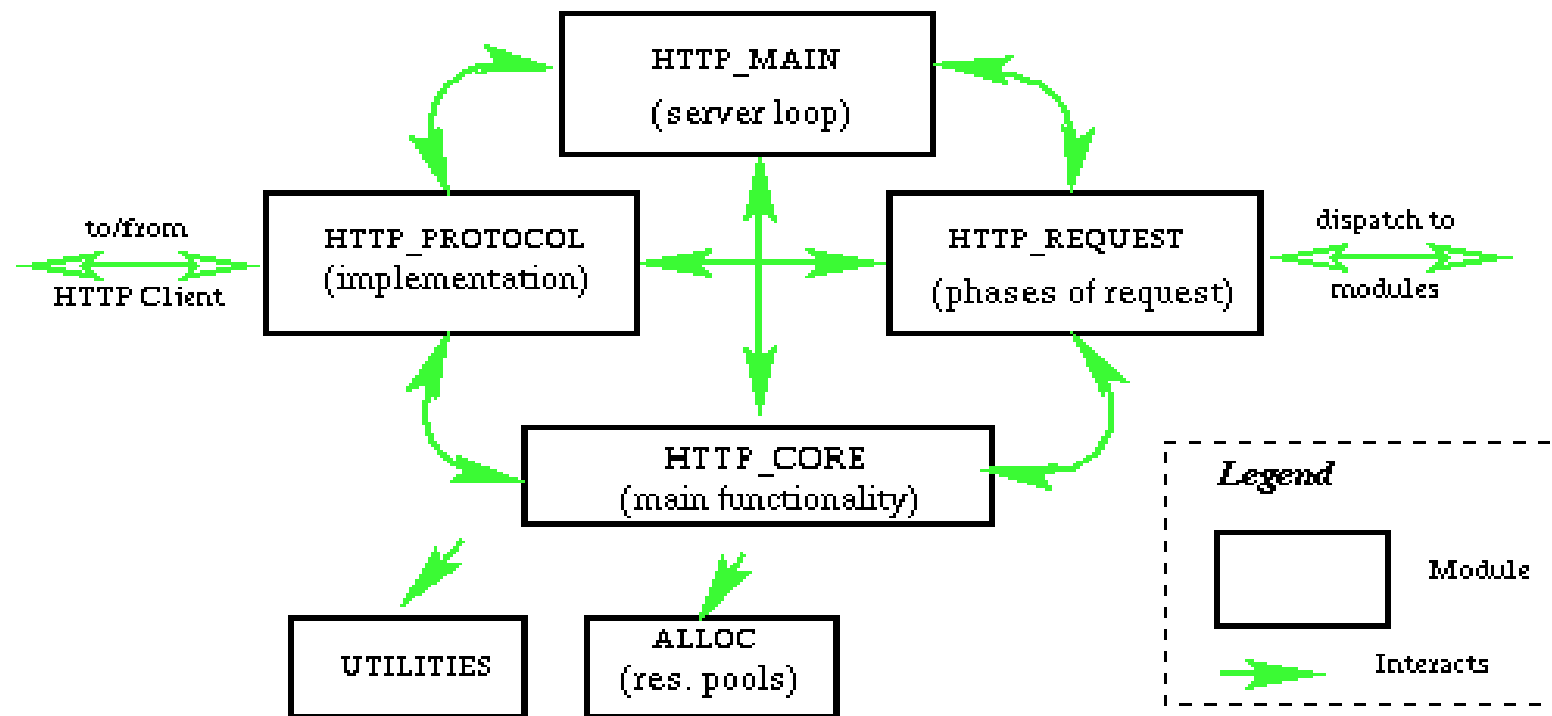 HTTP_MAIN
(server loop)
to/from
HTTP Client
HTTP_PROTOCOL
(implementation)
HTTP_REQUEST
(phases of request)
dispatch to
modules
HTTP_CORE
(main functionality)
UTILITIES
ALLOC
(res. pools)
Legend
Module
Interacts